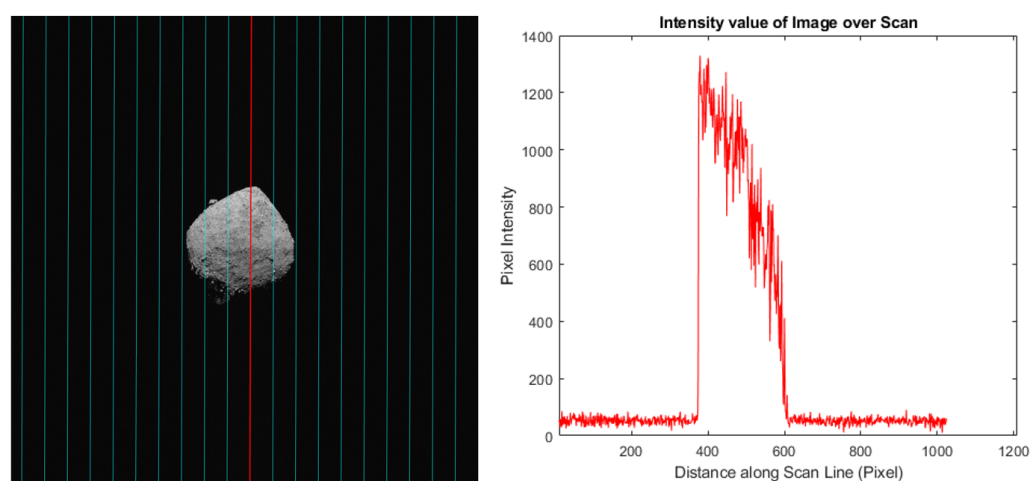 Intensity value of Image over Scan
1400
1200
1000
800
600
400
200
0
Pixel Intensity
200 400 600 800 1000 1200
Distance along Scan Line (Pixel)